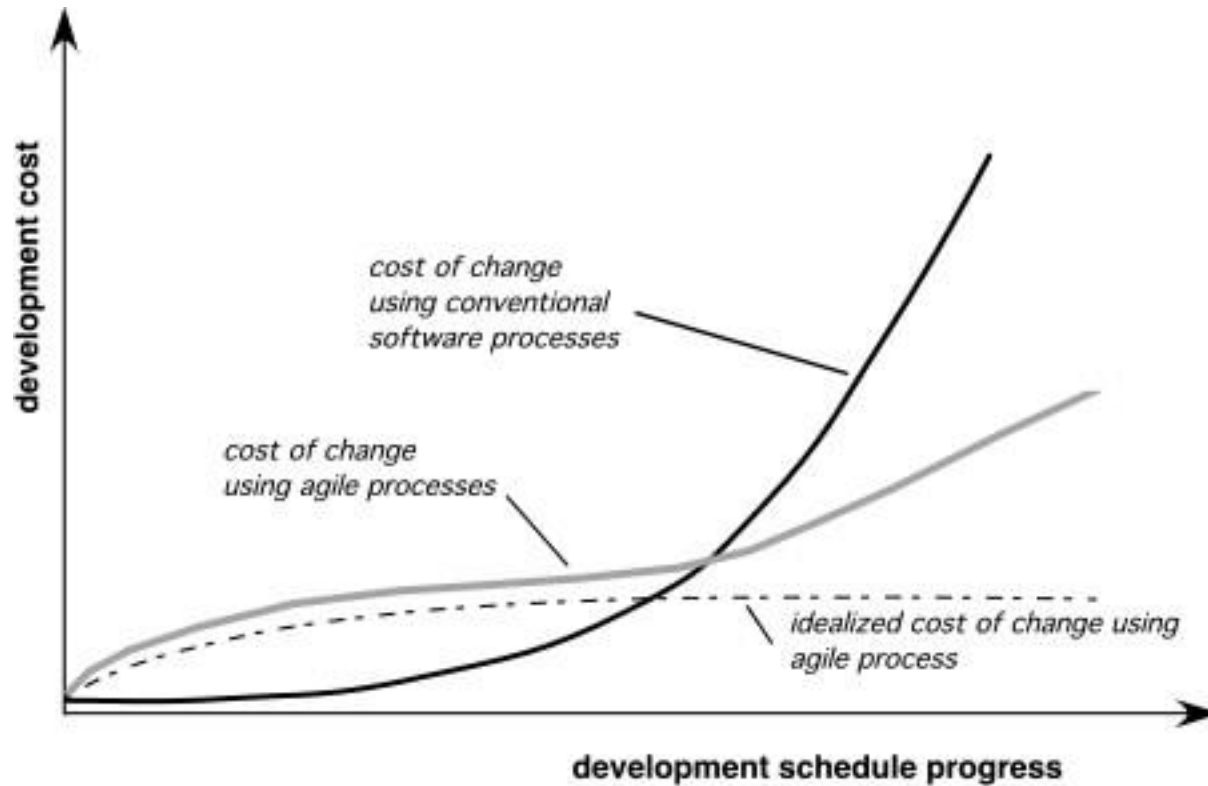 development cost
cost of change
using conventional
software processes
cost of change
using agile processes
idealized cost of change using
agile process
development schedule progress